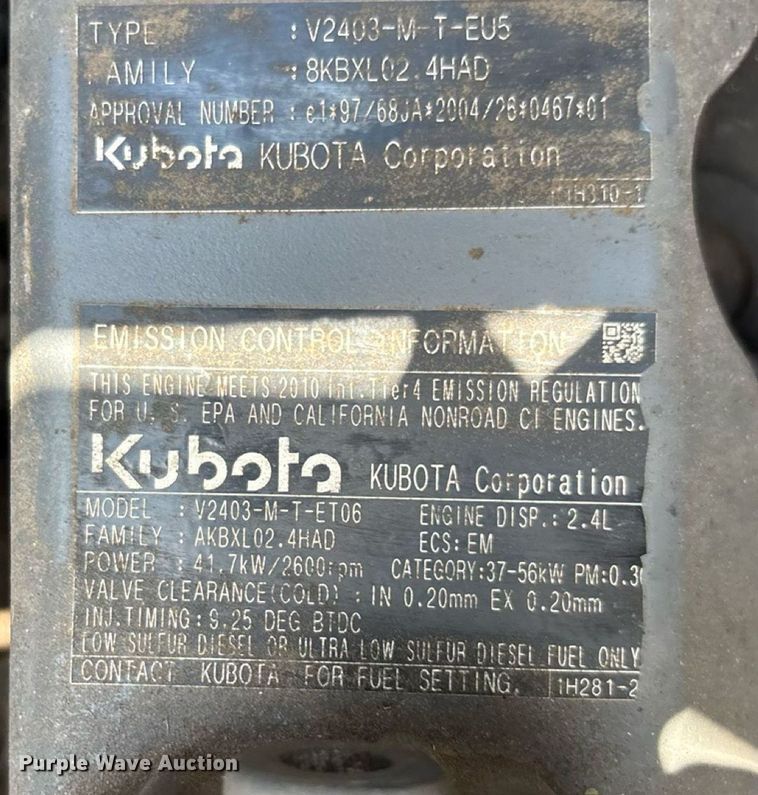 TYPE : V2403-M-T-EU5
AMILY : 8KBXL02.4HAD
APPROVAL NUMBER : e1*97/68JA*2004/26*0467*01
Kubota KUBOTA Corporation
1H310-1
EMISSION CONTROL INFORMATION
THIS ENGINE MEETS 2010 Int.Tier4 EMISSION REGULATION
FOR U.S. EPA AND CALIFORNIA NONROAD CI ENGINES.
Kubota KUBOTA Corporation
MODEL : V2403-M-T-ET06 ENGINE DISP.: 2.4L
FAMILY : AKBXL02.4HAD ECS: EM
POWER : 41.7kW/2600rpm CATEGORY:37-56kW PM:0.30
VALVE CLEARANCE(COLD) : IN 0.20mm EX 0.20mm
INJ.TIMING: 9.25 DEG BTDC
LOW SULFUR DIESEL OR ULTRA LOW SULFUR DIESEL FUEL ONLY
CONTACT KUBOTA FOR FUEL SETTING. 1H281-2
Purple Wave Auction